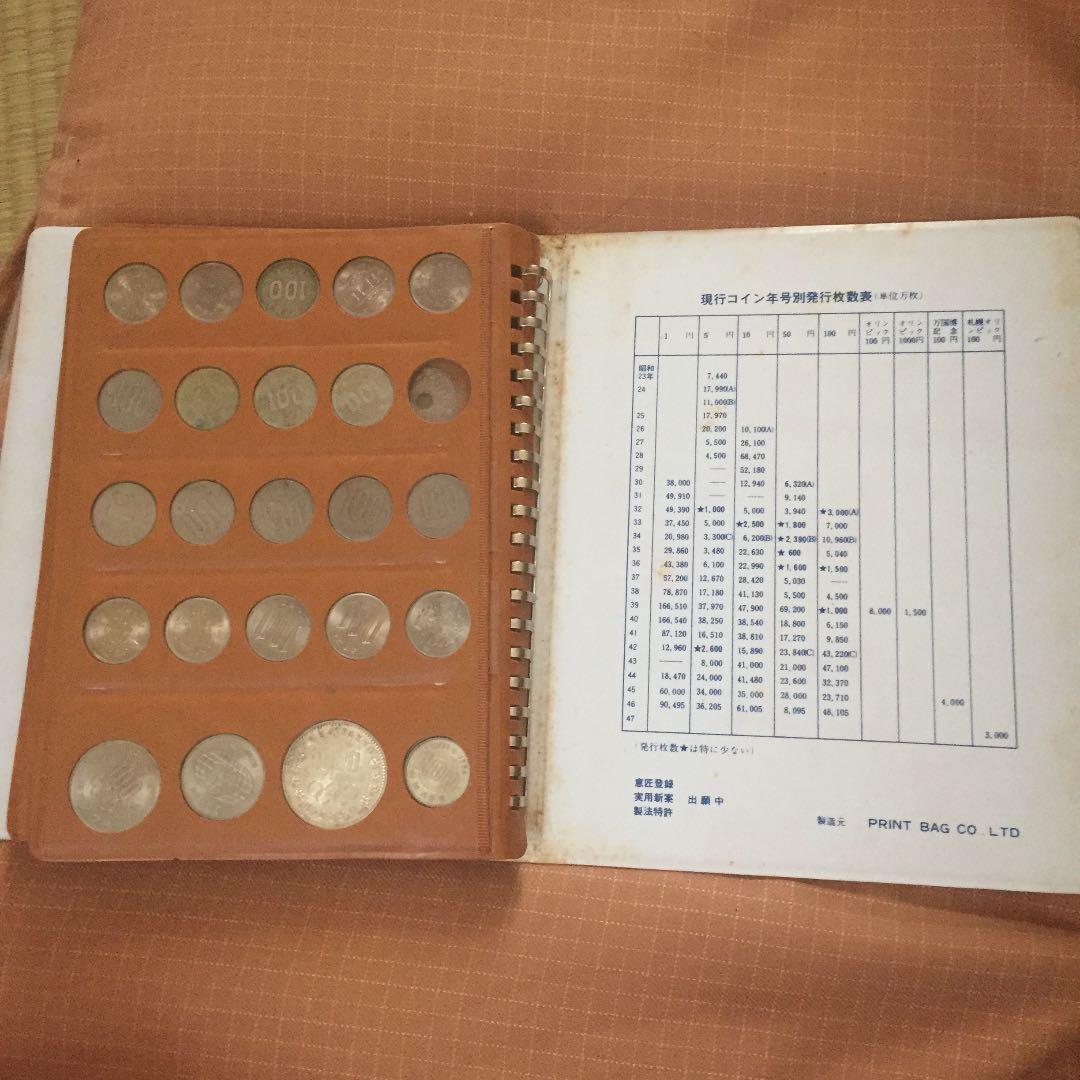 現行コイン年号別発行枚数表(単位万枚)
1 円 5 円 10 円 50 円 100 円 オリンピック100円 オリンピック1000円 万国博記念100円 札幌オリンピック100円
昭和
23年 7,440
24 17,990(A)
11,000(B)
25 17,970
26 20,200 10,100(A)
27 5,500 26,100
28 4,500 68,470
29 — 52,180
30 38,000 — 12,940 6,320(A)
31 49,910 — — 9,140
32 49,390 ★1,000 5,000 3,940 ★3,000(A)
33 37,450 5,000 ★2,500 ★1,800 7,000
34 20,980 3,300(C) 6,200(B) ★2,390(B) 10,960(B)
35 29,860 3,480 22,630 ★600 5,040
36 43,380 6,100 22,990 ★1,600 ★1,500
37 57,200 12,670 28,420 5,030 —
38 78,870 17,180 41,130 5,500 4,500
39 166,510 37,970 47,900 69,200 ★1,000 8,000 1,500
40 166,540 38,250 38,540 18,800 6,150
41 87,120 16,510 38,810 17,270 9,850
42 12,960 ★2,600 15,890 23,840(C) 43,220(C)
43 — 8,000 41,000 21,000 47,100
44 18,470 24,000 41,480 23,600 32,370
45 60,000 34,000 35,000 28,000 23,710 4,000
46 90,495 36,205 61,005 8,095 48,105
47 3,000
(発行枚数★は特に少ない)
意匠登録
実用新案 出願中
製法特許
製造元 PRINT BAG CO., LTD
100